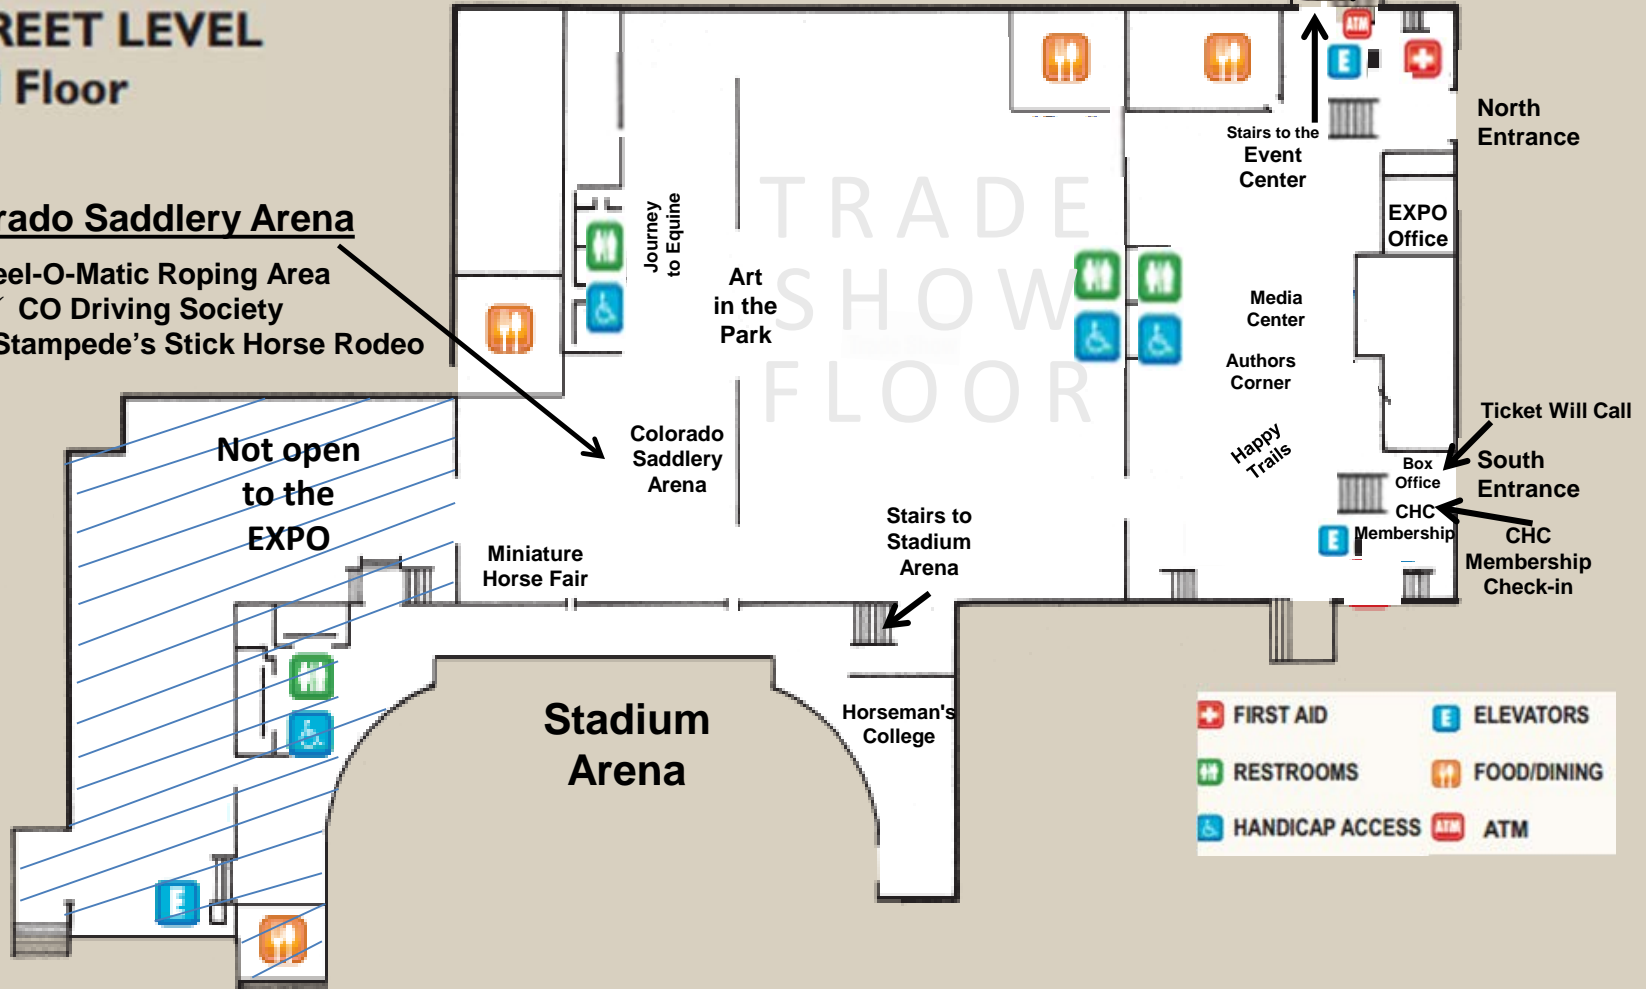 REET LEVEL
Floor
rado Saddlery Arena
eel-O-Matic Roping Area
CO Driving Society
Stampede’s Stick Horse Rodeo
Not open
to the
EXPO
Journey
to Equine
Art
in the
Park
TRADE
SHOW
FLOOR
Colorado
Saddlery
Arena
Miniature
Horse Fair
Stairs to
Stadium
Arena
Stadium
Arena
Horseman's
College
ATM
E
Stairs to the
Event
Center
North
Entrance
EXPO
Office
Media
Center
Authors
Corner
Happy
Trails
Ticket Will Call
Box
Office
South
Entrance
CHC
Membership
E
CHC
Membership
Check-in
E
FIRST AID
E ELEVATORS
RESTROOMS
FOOD/DINING
HANDICAP ACCESS
ATM ATM